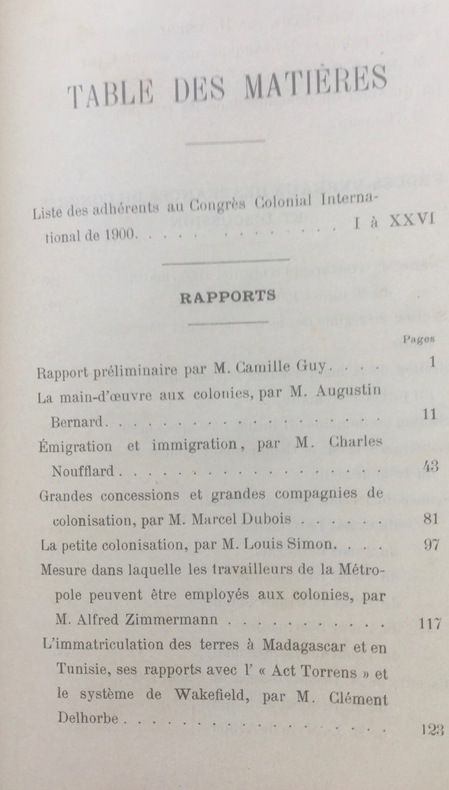 TABLE DES MATIÈRES
Liste des adhérents au Congrès Colonial Interna-
tional de 1900. . . . . . . . . . . . . . I à XXVI
RAPPORTS
Pages
Rapport préliminaire par M. Camille Guy. . . . 1
La main-d'œuvre aux colonies, par M. Augustin
Bernard. . . . . . . . . . . . . . . . . . 11
Émigration et immigration, par M. Charles
Noufflard . . . . . . . . . . . . . . . . . 43
Grandes concessions et grandes compagnies de
colonisation, par M. Marcel Dubois . . . . . . 81
La petite colonisation, par M. Louis Simon. . . . 97
Mesure dans laquelle les travailleurs de la Métro-
pole peuvent être employés aux colonies, par
M. Alfred Zimmermann . . . . . . . . . . . 117
L'immatriculation des terres à Madagascar et en
Tunisie, ses rapports avec l' « Act Torrens » et
le système de Wakefield, par M. Clément
Delhorbe . . . . . . . . . . . . . . . . . 123